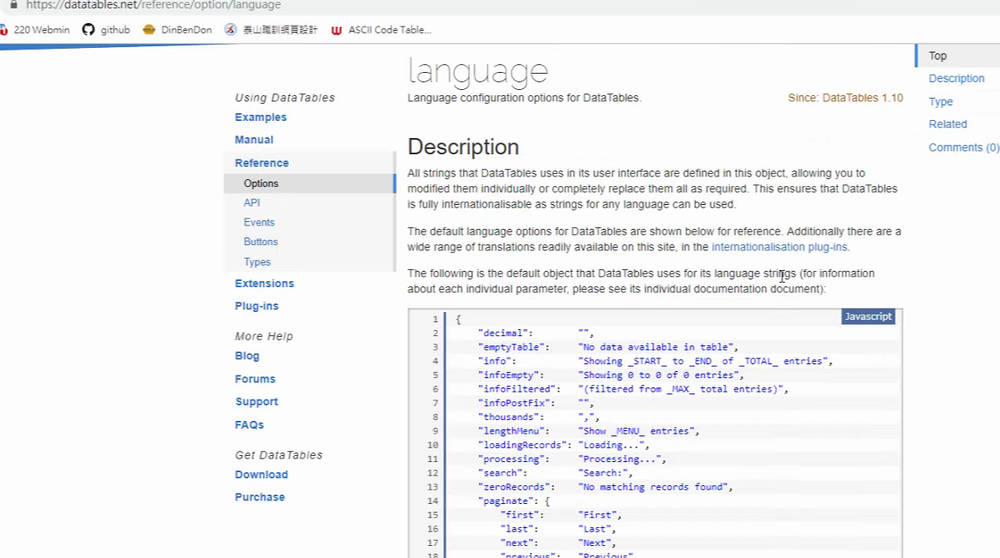 https://datatables.net/reference/option/language
220 Webmin github DinBenDon 泰山職訓網頁設計 ASCII Code Table...
language
Language configuration options for DataTables.
Since: DataTables 1.10
Using DataTables
Examples
Manual
Reference
Options
API
Events
Buttons
Types
Extensions
Plug-ins
More Help
Blog
Forums
Support
FAQs
Get DataTables
Download
Purchase
Description
All strings that DataTables uses in its user interface are defined in this object, allowing you to
modified them individually or completely replace them all as required. This ensures that DataTables
is fully internationalisable as strings for any language can be used.
The default language options for DataTables are shown below for reference. Additionally there are a
wide range of translations readily available on this site, in the internationalisation plug-ins.
The following is the default object that DataTables uses for its language strings (for information
about each individual parameter, please see its individual documentation document):
Javascript
1 {
2 "decimal": "",
3 "emptyTable": "No data available in table",
4 "info": "Showing _START_ to _END_ of _TOTAL_ entries",
5 "infoEmpty": "Showing 0 to 0 of 0 entries",
6 "infoFiltered": "(filtered from _MAX_ total entries)",
7 "infoPostFix": "",
8 "thousands": ",",
9 "lengthMenu": "Show _MENU_ entries",
10 "loadingRecords": "Loading...",
11 "processing": "Processing...",
12 "search": "Search:",
13 "zeroRecords": "No matching records found",
14 "paginate": {
15 "first": "First",
16 "last": "Last",
17 "next": "Next",
18 "previous": "Previous"
Top
Description
Type
Related
Comments (0)